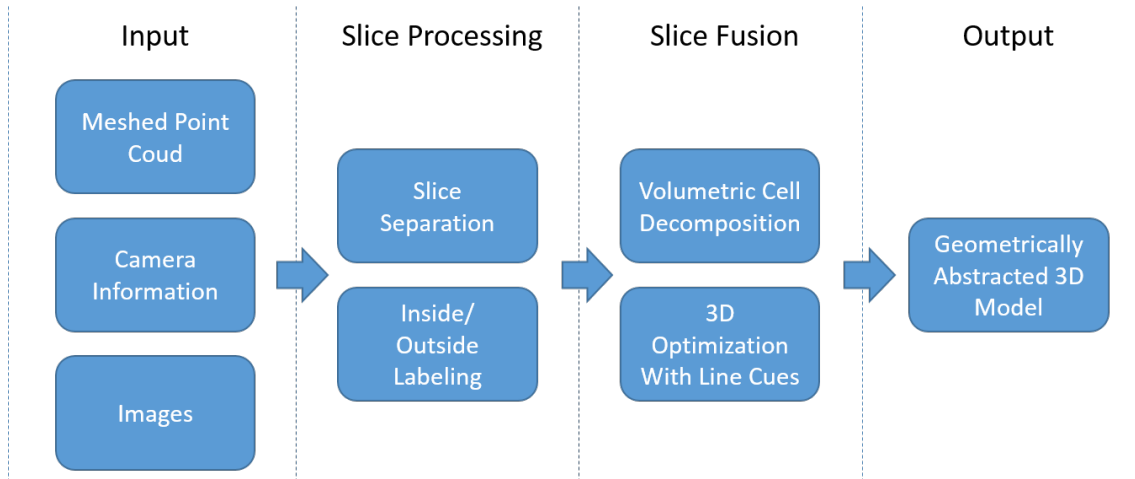 Input
Meshed Point
Coud
Camera
Information
Images
Slice Processing
Slice
Separation
Inside/
Outside
Labeling
Slice Fusion
Volumetric Cell
Decomposition
3D
Optimization
With Line Cues
Output
Geometrically
Abstracted 3D
Model